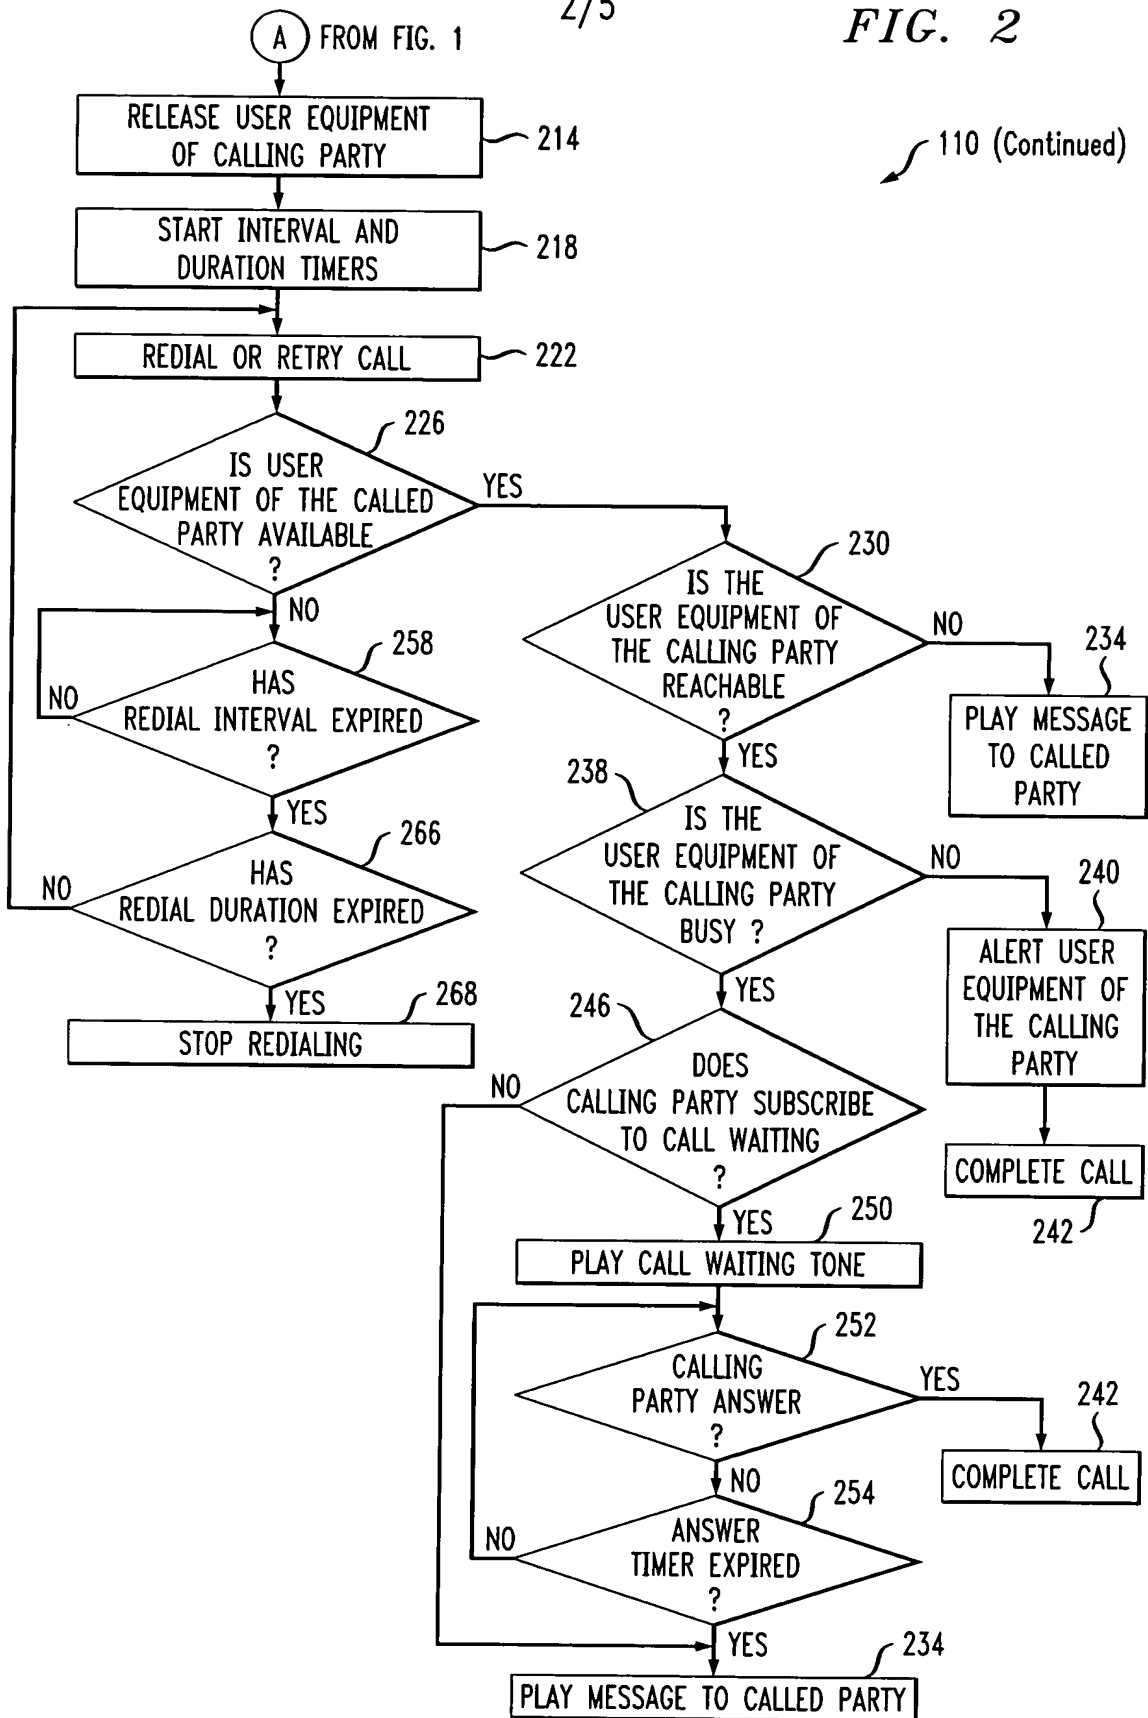 2/5
FIG. 2
A FROM FIG. 1
110 (Continued)
RELEASE USER EQUIPMENT
OF CALLING PARTY
214
START INTERVAL AND
DURATION TIMERS
218
REDIAL OR RETRY CALL
222
226
IS USER
EQUIPMENT OF THE CALLED
PARTY AVAILABLE
?
YES
NO
258
HAS
REDIAL INTERVAL EXPIRED
?
NO
YES
266
HAS
REDIAL DURATION EXPIRED
?
NO
YES
268
STOP REDIALING
230
IS THE
USER EQUIPMENT OF
THE CALLING PARTY
REACHABLE
?
NO
234
PLAY MESSAGE
TO CALLED
PARTY
YES
238
IS THE
USER EQUIPMENT OF
THE CALLING PARTY
BUSY ?
NO
240
ALERT USER
EQUIPMENT OF
THE CALLING
PARTY
COMPLETE CALL
242
YES
246
DOES
CALLING PARTY SUBSCRIBE
TO CALL WAITING
?
NO
YES
250
PLAY CALL WAITING TONE
252
CALLING
PARTY ANSWER
?
YES
242
COMPLETE CALL
NO
254
ANSWER
TIMER EXPIRED
?
NO
YES
234
PLAY MESSAGE TO CALLED PARTY